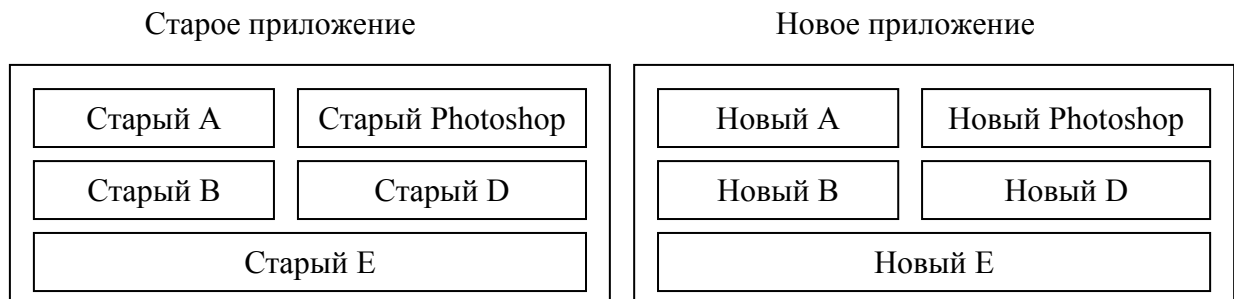 Старое приложение
Старый A
Старый Photoshop
Старый B
Старый D
Старый E
Новое приложение
Новый A
Новый Photoshop
Новый B
Новый D
Новый E